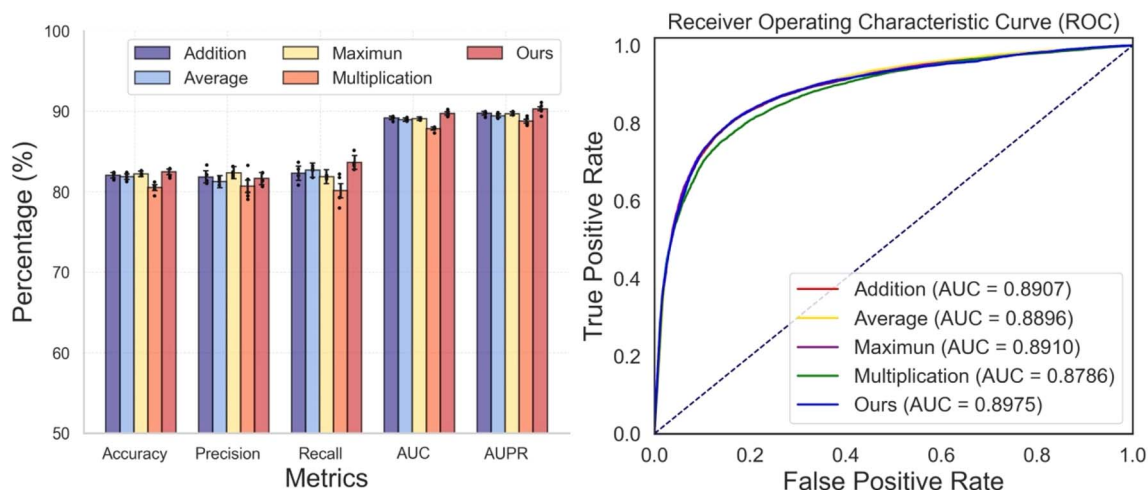 100
90
80
70
60
50
Percentage (%)
Addition
Average
Maximun
Multiplication
Ours
Accuracy
Precision
Recall
AUC
AUPR
Metrics
Receiver Operating Characteristic Curve (ROC)
1.0
0.8
0.6
0.4
0.2
0.0
True Positive Rate
Addition (AUC = 0.8907)
Average (AUC = 0.8896)
Maximun (AUC = 0.8910)
Multiplication (AUC = 0.8786)
Ours (AUC = 0.8975)
0.0 0.2 0.4 0.6 0.8 1.0
False Positive Rate